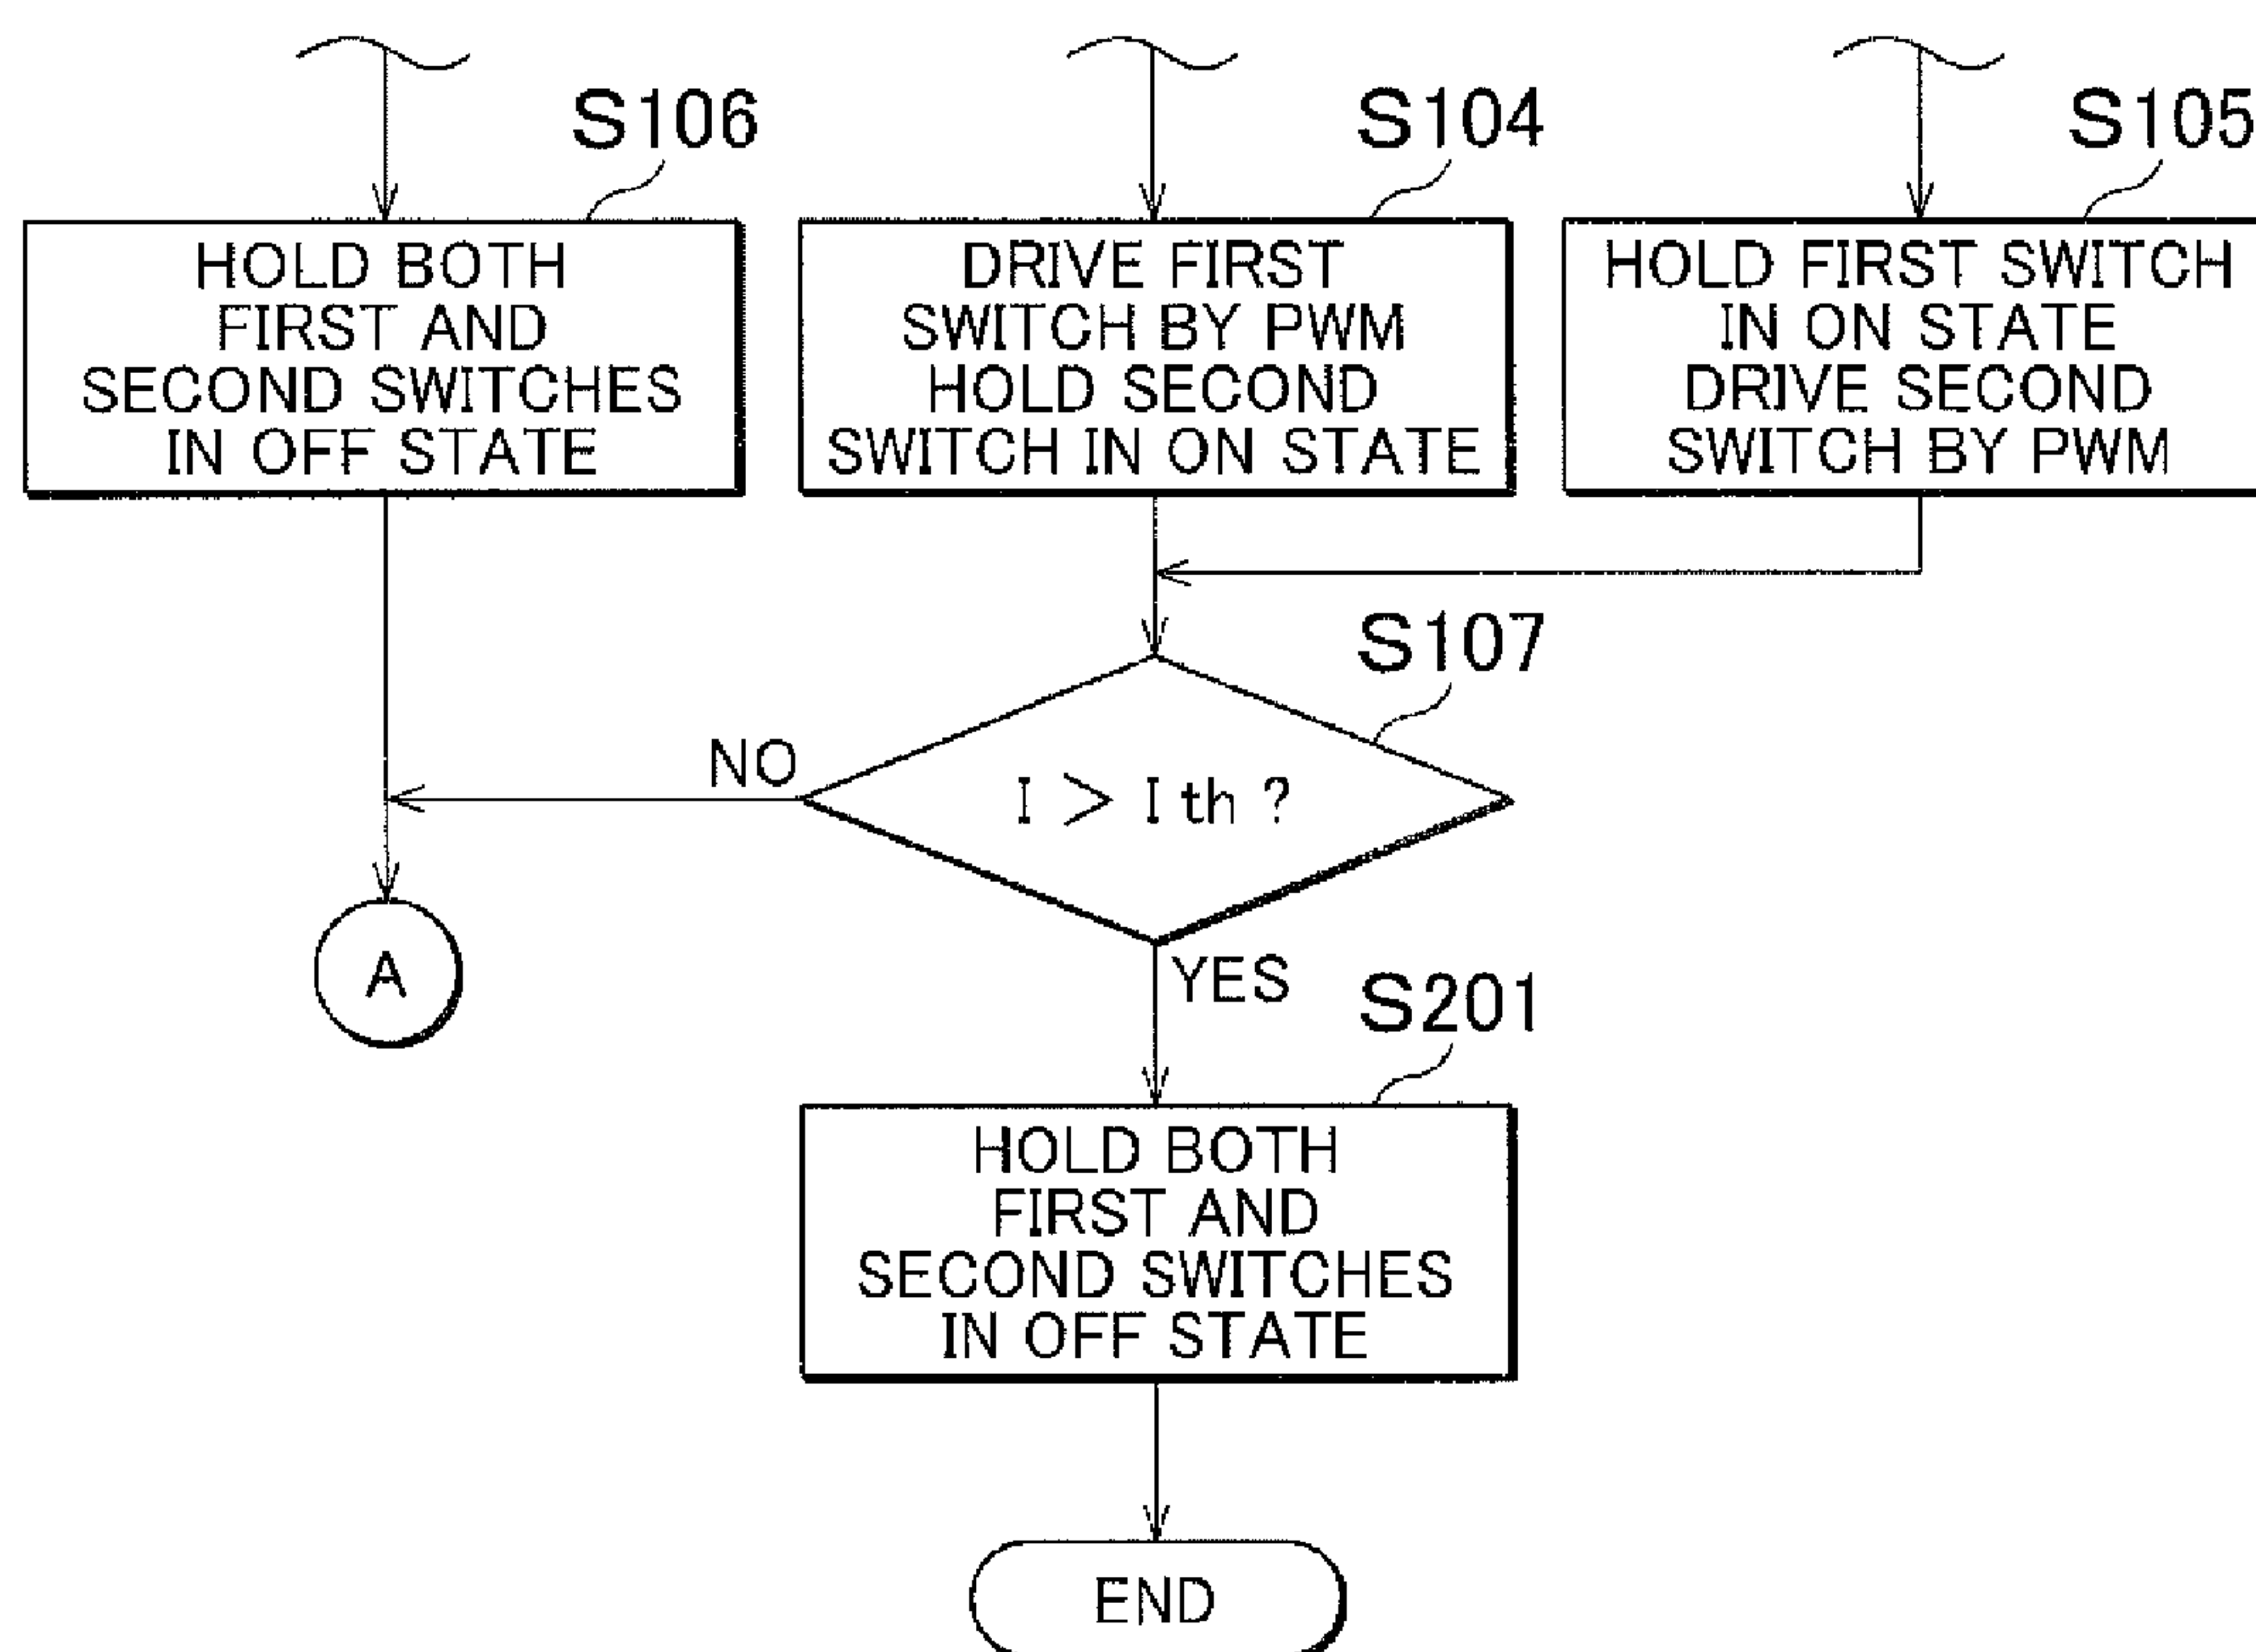 S106
HOLD BOTH
FIRST AND
SECOND SWITCHES
IN OFF STATE
S104
DRIVE FIRST
SWITCH BY PWM
HOLD SECOND
SWITCH IN ON STATE
S105
HOLD FIRST SWITCH
IN ON STATE
DRIVE SECOND
SWITCH BY PWM
S107
I > I th ?
NO
A
YES
S201
HOLD BOTH
FIRST AND
SECOND SWITCHES
IN OFF STATE
END